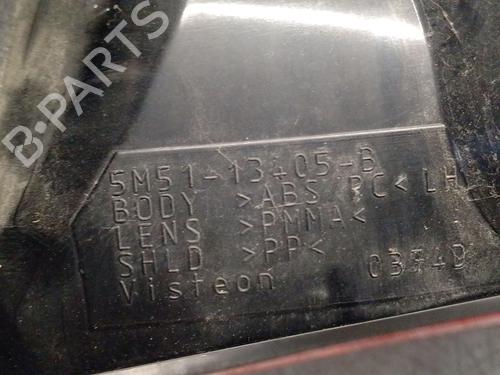 B-PARTS
5M51-13405-B
BODY >ABS/PC< LH
LENS >PMMA<
SHLD >PP<
Visteon